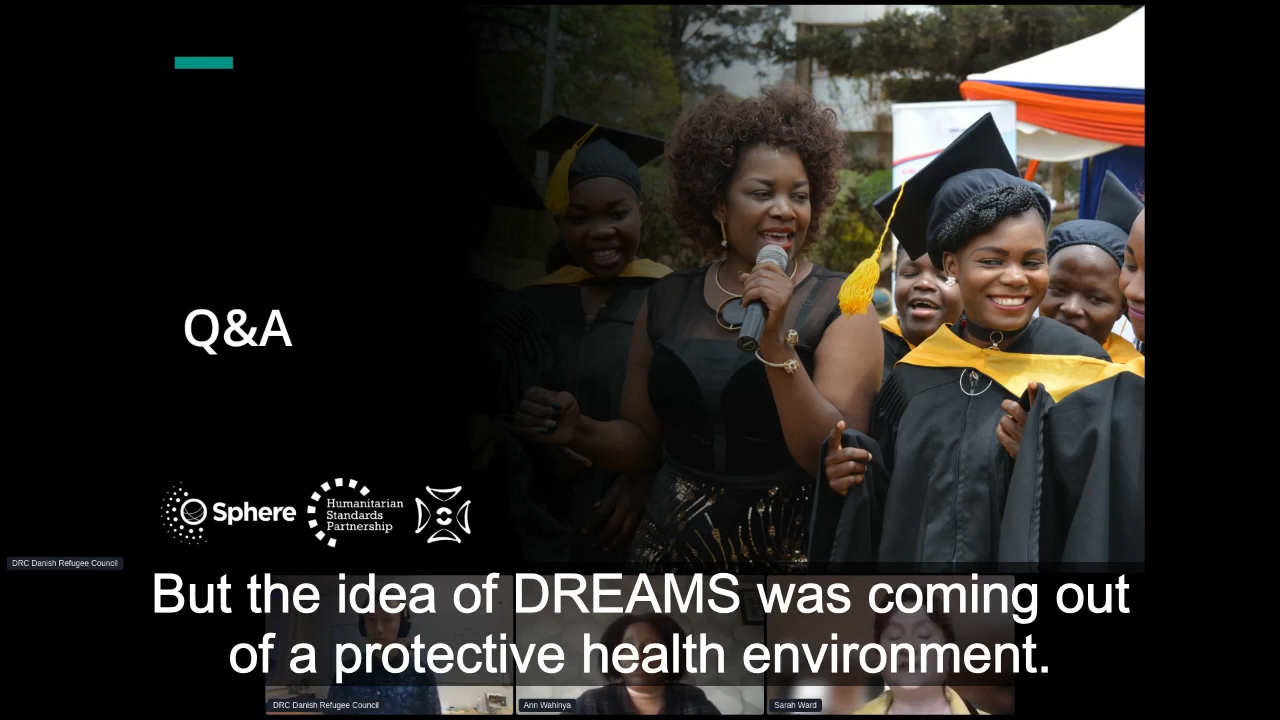 Q&A
Sphere
Humanitarian
Standards
Partnership
DRC Danish Refugee Council
But the idea of DREAMS was coming out
of a protective health environment.
DRC Danish Refugee Council
Ann Wahinya
Sarah Ward